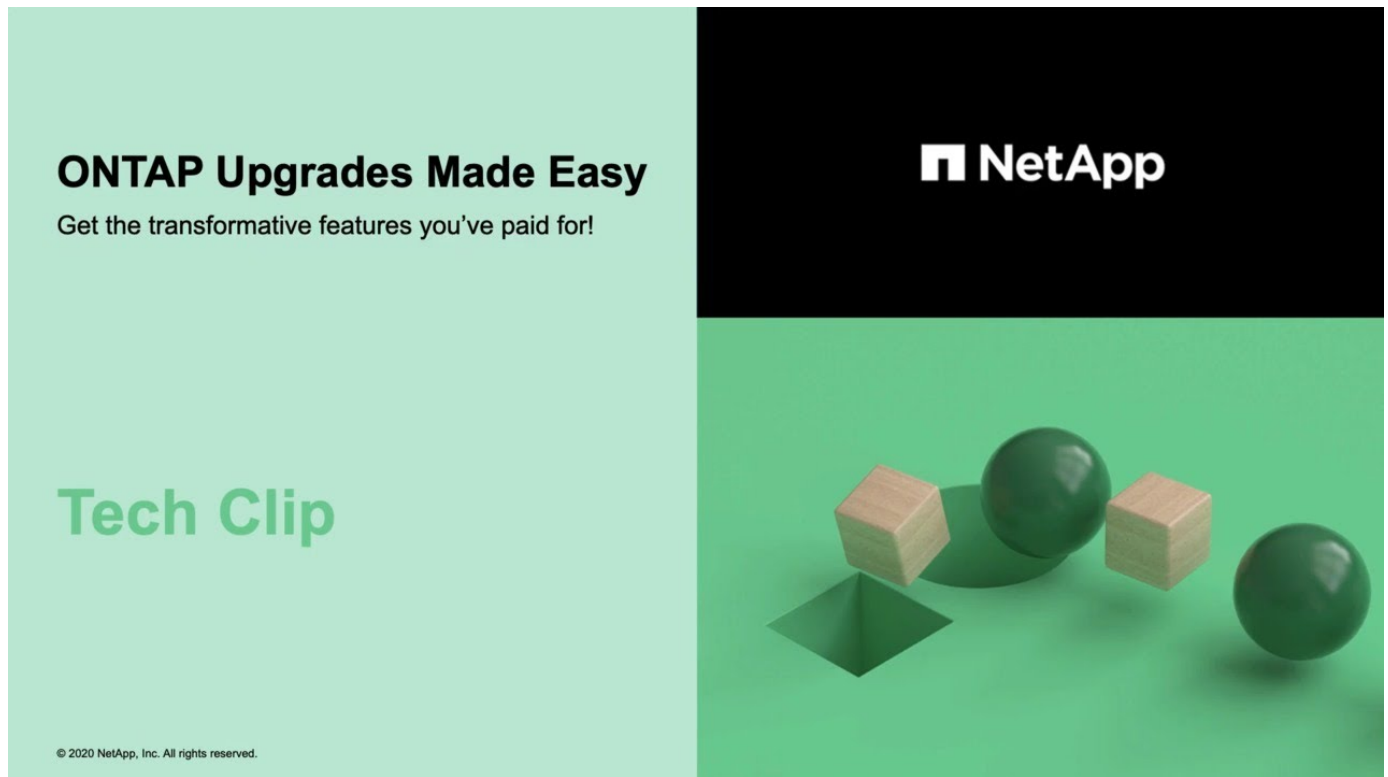 ONTAP Upgrades Made Easy
Get the transformative features you’ve paid for!
NetApp
Tech Clip
© 2020 NetApp, Inc. All rights reserved.